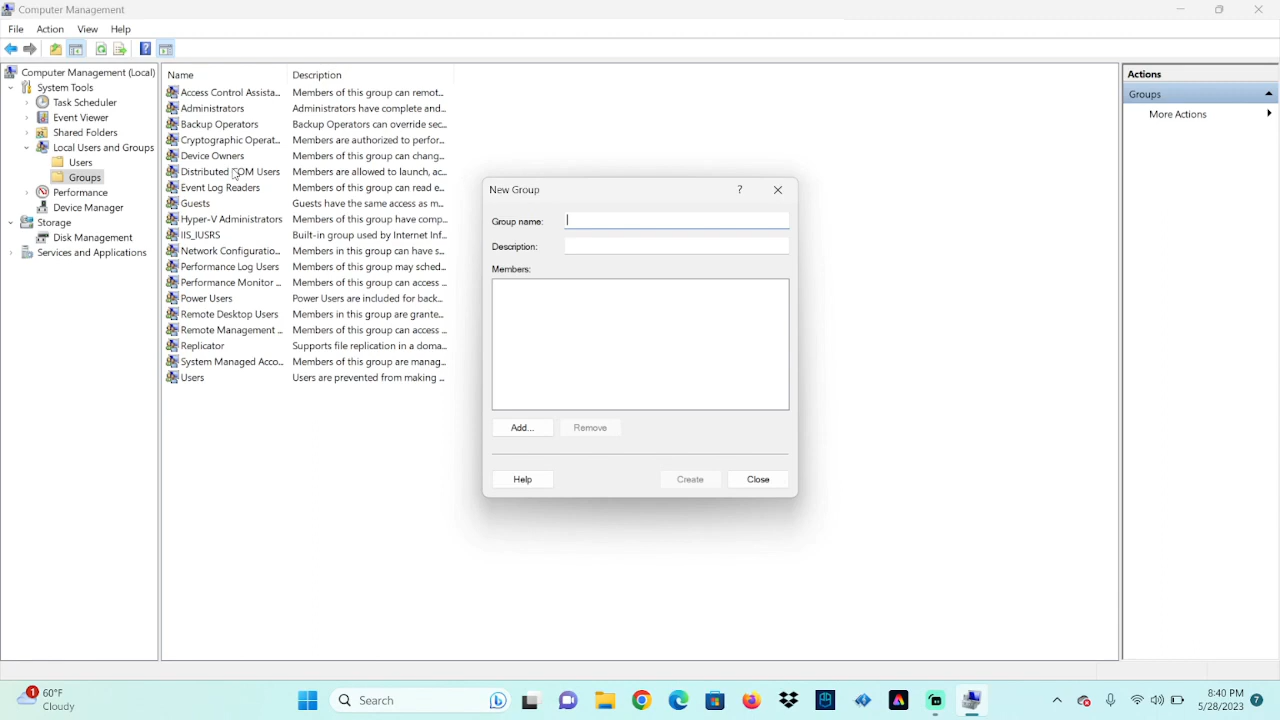 Computer Management
File Action View Help
Computer Management (Local)
System Tools
Task Scheduler
Event Viewer
Shared Folders
Local Users and Groups
Users
Groups
Performance
Device Manager
Storage
Disk Management
Services and Applications
Name Description
Access Control Assista... Members of this group can remot...
Administrators Administrators have complete and...
Backup Operators Backup Operators can override sec...
Cryptographic Operat... Members are authorized to perfor...
Device Owners Members of this group can chang...
Distributed COM Users Members are allowed to launch, ac...
Event Log Readers Members of this group can read e...
Guests Guests have the same access as m...
Hyper-V Administrators Members of this group have comp...
IIS_IUSRS Built-in group used by Internet Inf...
Network Configuratio... Members in this group can have s...
Performance Log Users Members of this group may sched...
Performance Monitor ... Members of this group can access ...
Power Users Power Users are included for back...
Remote Desktop Users Members in this group are grante...
Remote Management ... Members of this group can access ...
Replicator Supports file replication in a doma...
System Managed Acco... Members of this group are manag...
Users Users are prevented from making ...
New Group ?
Group name:
Description:
Members:
Add... Remove
Help Create Close
Actions
Groups
More Actions
1 60°F
Cloudy
Search
8:40 PM
5/28/2023 7